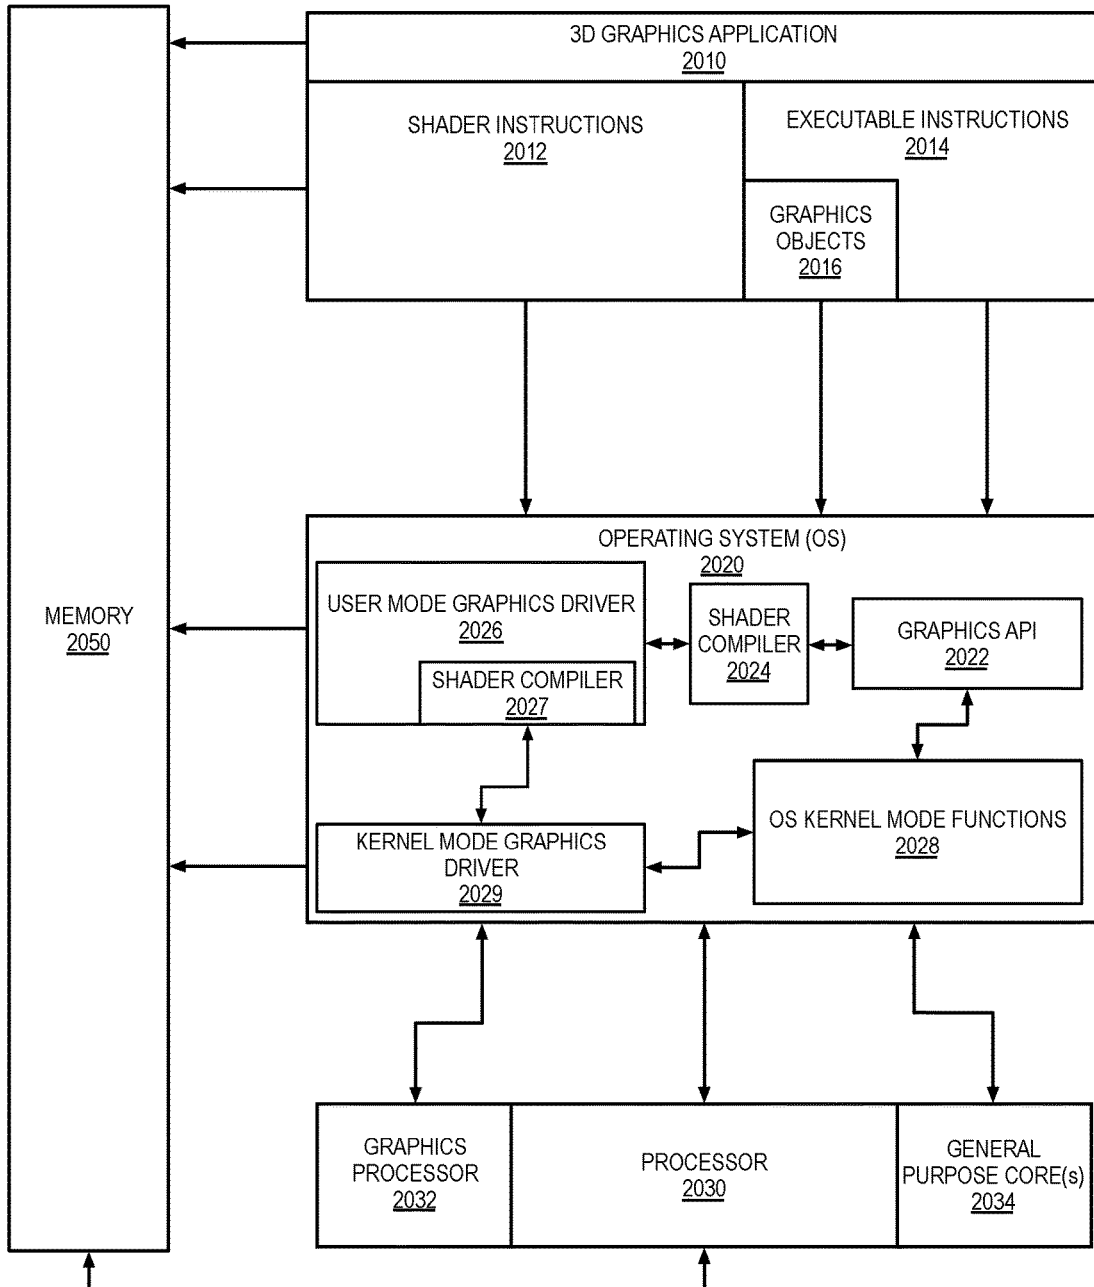 3D GRAPHICS APPLICATION
2010
SHADER INSTRUCTIONS
2012
EXECUTABLE INSTRUCTIONS
2014
GRAPHICS
OBJECTS
2016
MEMORY
2050
OPERATING SYSTEM (OS)
2020
USER MODE GRAPHICS DRIVER
2026
SHADER COMPILER
2027
SHADER
COMPILER
2024
GRAPHICS API
2022
KERNEL MODE GRAPHICS
DRIVER
2029
OS KERNEL MODE FUNCTIONS
2028
GRAPHICS
PROCESSOR
2032
PROCESSOR
2030
GENERAL
PURPOSE CORE(s)
2034